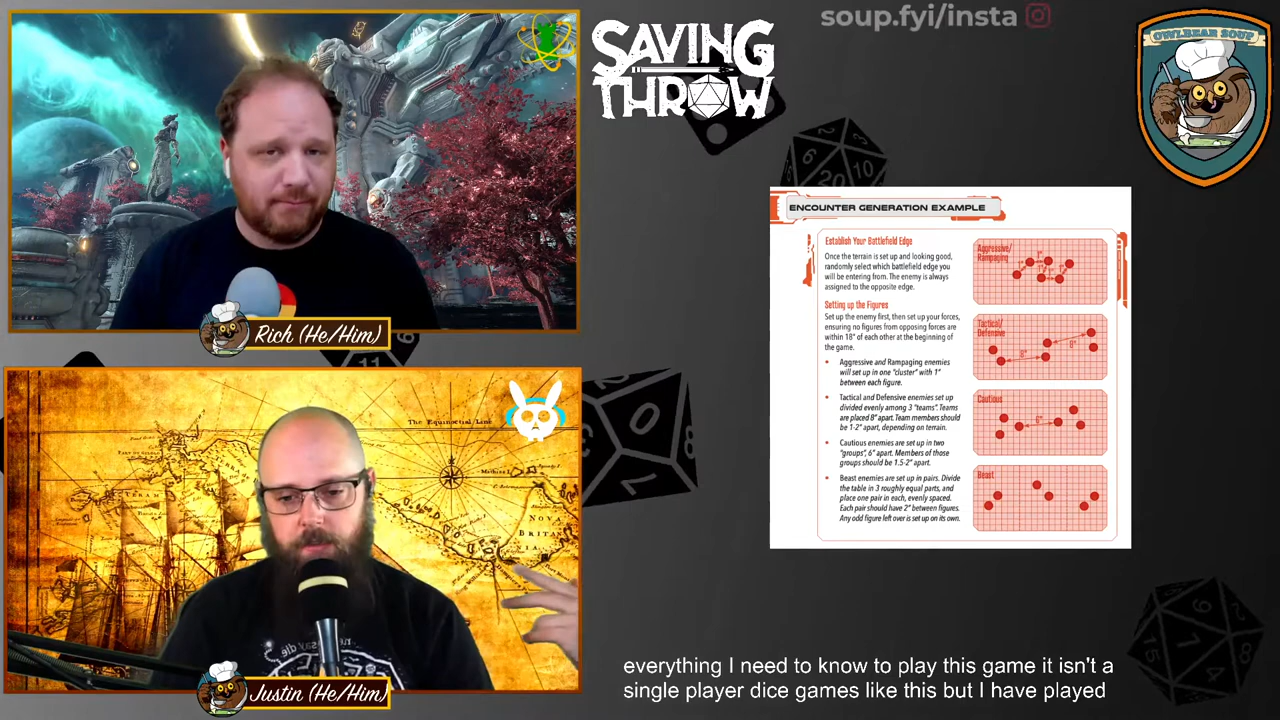 soup.fyi/insta
SAVING
THROW
OWLBEAR SOUP
ENCOUNTER GENERATION EXAMPLE
Establish Your Battlefield Edge
Once the terrain is set up and looking good,
randomly select which battlefield edge you
will be entering from. The enemy is always
assigned to the opposite edge.
Setting up the Figures
Set up the enemy first, then set up your forces,
ensuring no figures from opposing forces are
within 18" of each other at the beginning of
the game.
• Aggressive and Rampaging enemies
will set up in one "cluster" with 1"
between each figure.
• Tactical and Defensive enemies set up
divided evenly among 3 "teams". Teams
are placed 8" apart. Team members should
be 1-2" apart, depending on terrain.
• Cautious enemies are set up in two
"groups", 6" apart. Members of those
groups should be 1.5-2" apart.
• Beast enemies are set up in pairs. Divide
the table in 3 roughly equal parts, and
place one pair in each, evenly spaced.
Each pair should have 2" between figures.
Any odd figure left over is set up on its own.
Aggressive/
Rampaging
Tactical/
Defensive
8"
8"
Cautious
6"
Beast
Rich (He/Him)
The Equinoctial Line
NOVA
BRITAN
Justin (He/Him)
everything I need to know to play this game it isn't a
single player dice games like this but I have played